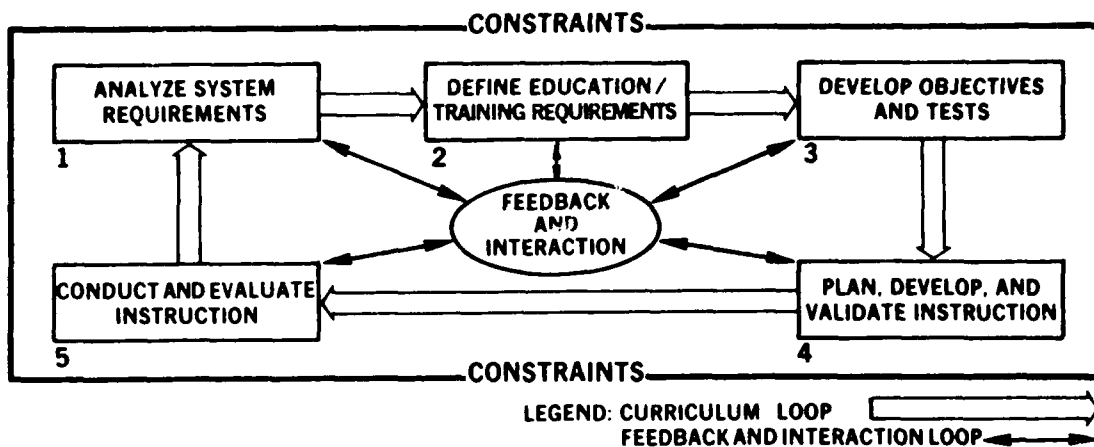 CONSTRAINTS
ANALYZE SYSTEM
REQUIREMENTS
1
DEFINE EDUCATION/
TRAINING REQUIREMENTS
2
DEVELOP OBJECTIVES
AND TESTS
3
FEEDBACK
AND
INTERACTION
CONDUCT AND EVALUATE
INSTRUCTION
5
PLAN, DEVELOP, AND
VALIDATE INSTRUCTION
4
CONSTRAINTS
LEGEND: CURRICULUM LOOP
FEEDBACK AND INTERACTION LOOP